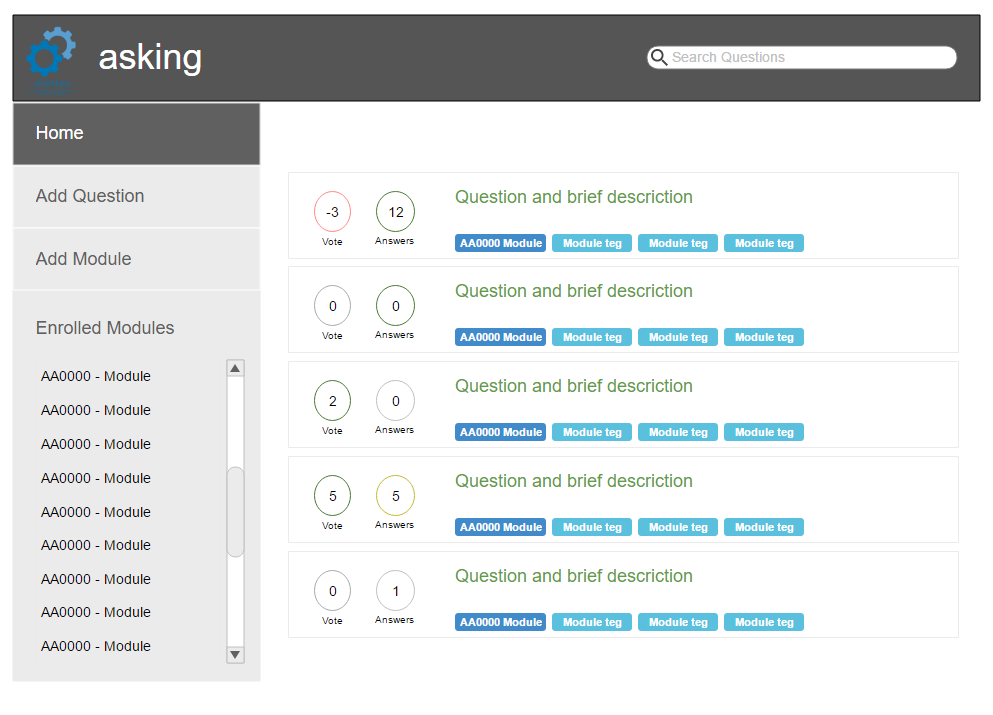 asking
Search Questions
Home
Add Question
Add Module
Enrolled Modules
AA0000 - Module
AA0000 - Module
AA0000 - Module
AA0000 - Module
AA0000 - Module
AA0000 - Module
AA0000 - Module
AA0000 - Module
AA0000 - Module
-3 12 Question and brief descriction
Vote Answers AA0000 Module Module teg Module teg Module teg
0 0 Question and brief descriction
Vote Answers AA0000 Module Module teg Module teg Module teg
2 0 Question and brief descriction
Vote Answers AA0000 Module Module teg Module teg Module teg
5 5 Question and brief descriction
Vote Answers AA0000 Module Module teg Module teg Module teg
0 1 Question and brief descriction
Vote Answers AA0000 Module Module teg Module teg Module teg